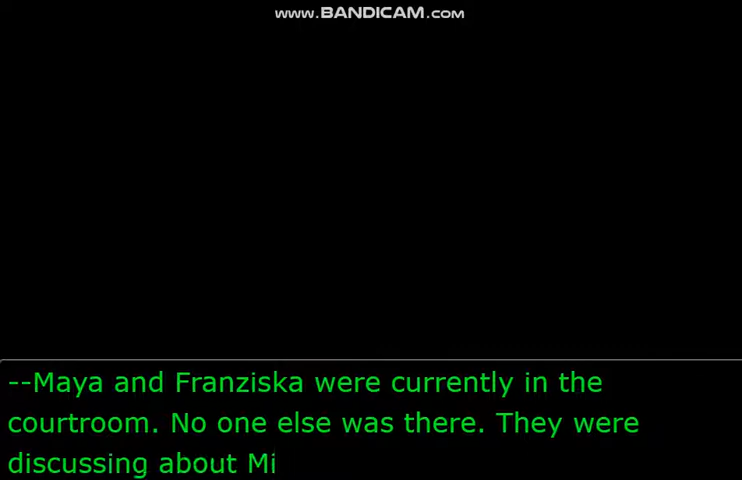 www.BANDICAM.com
--Maya and Franziska were currently in the
courtroom. No one else was there. They were
discussing about Mi